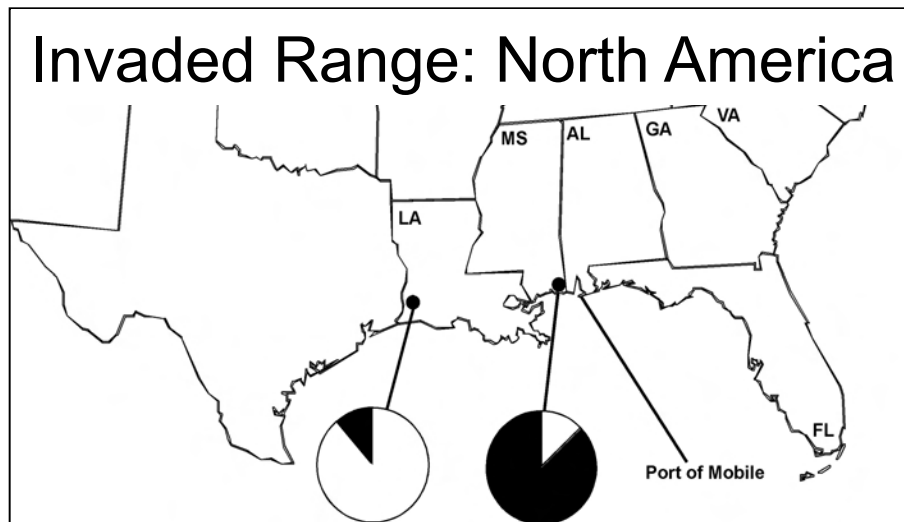 Invaded Range: North America
MS
AL
GA
VA
LA
FL
Port of Mobile